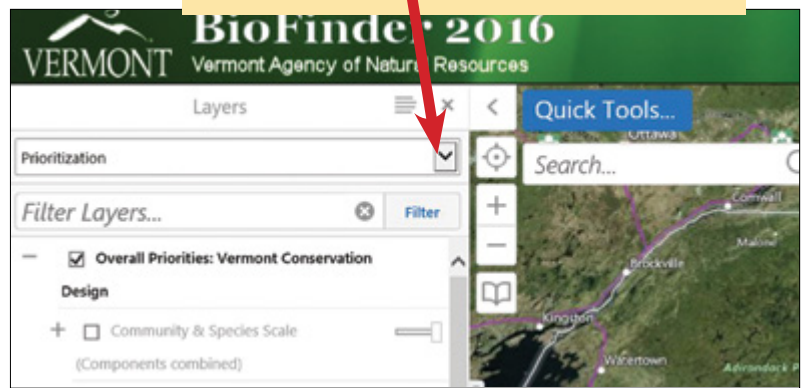 BioFinder 2016
VERMONT Vermont Agency of Natural Resources
Layers
Prioritization
Filter Layers...
Filter
Overall Priorities: Vermont Conservation
Design
Community & Species Scale
(Components combined)
Quick Tools...
Ottawa
Search...
Cornwall
Malone
Brockville
Kingston
Watertown
Adirondack P